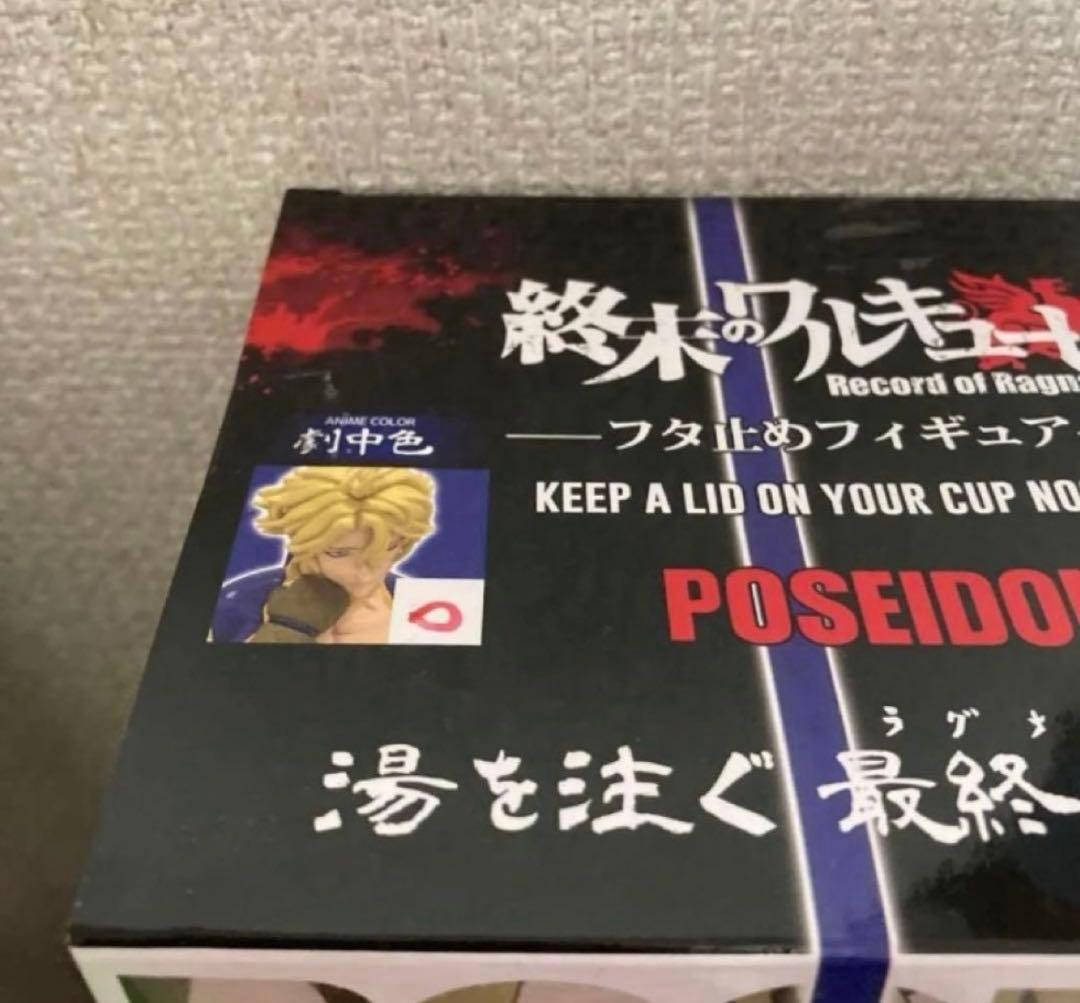 終末のワルキュー
Record of Ragn
ANIME COLOR
劇中色
フタ止めフィギュア
KEEP A LID ON YOUR CUP NO
POSEIDO
ラグナ
湯を注ぐ 最終